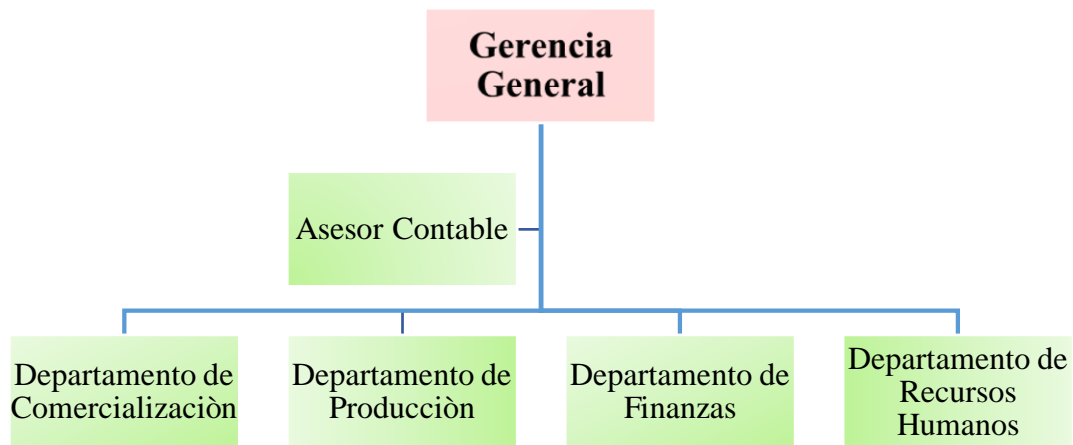 Gerencia
General
Asesor Contable
Departamento de
Comercializaciòn
Departamento de
Producciòn
Departamento de
Finanzas
Departamento de
Recursos
Humanos